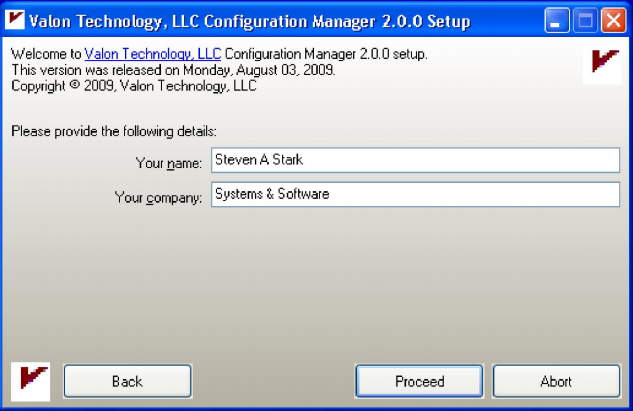 Valon Technology, LLC Configuration Manager 2.0.0 Setup
Welcome to Valon Technology, LLC Configuration Manager 2.0.0 setup.
This version was released on Monday, August 03, 2009.
Copyright © 2009, Valon Technology, LLC
Please provide the following details:
Your name: Steven A Stark
Your company: Systems & Software
Back Proceed Abort